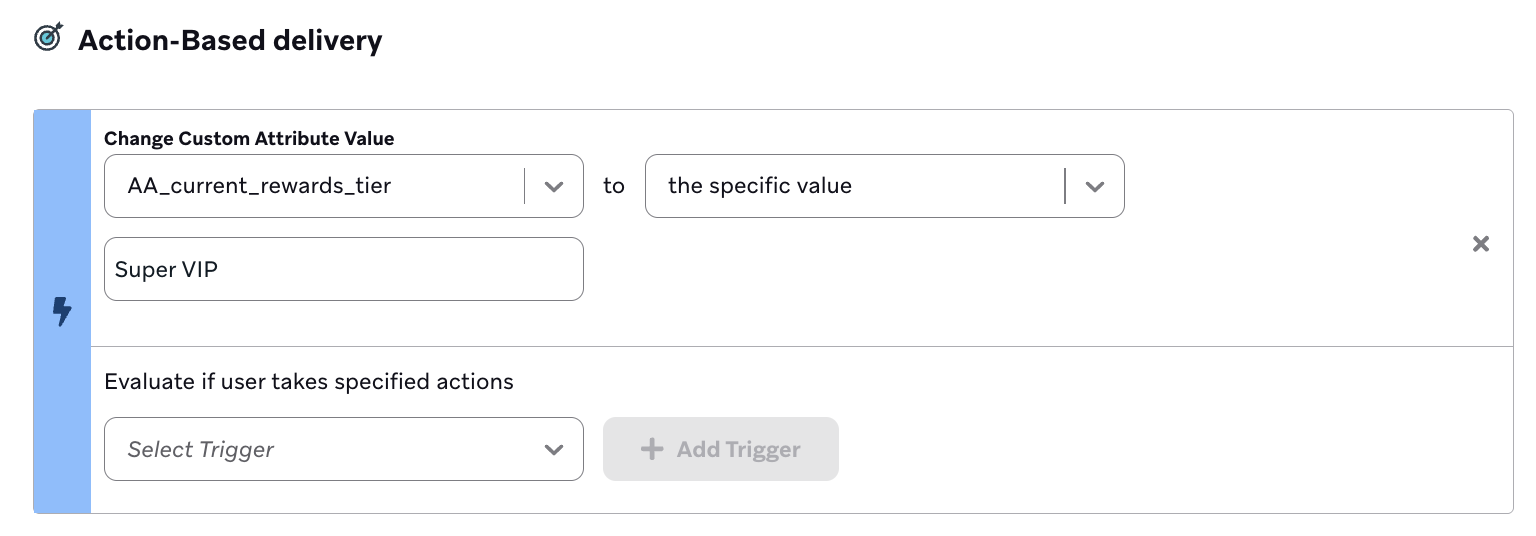 Action-Based delivery
Change Custom Attribute Value
AA_current_rewards_tier to the specific value
Super VIP
Evaluate if user takes specified actions
Select Trigger Add Trigger